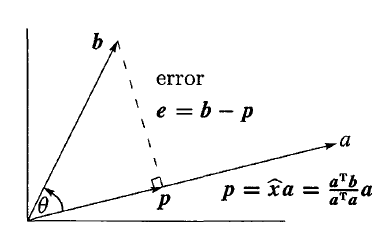 b
error
e = b − p
a
θ
p
p = x̂a = aᵀb/aᵀa a